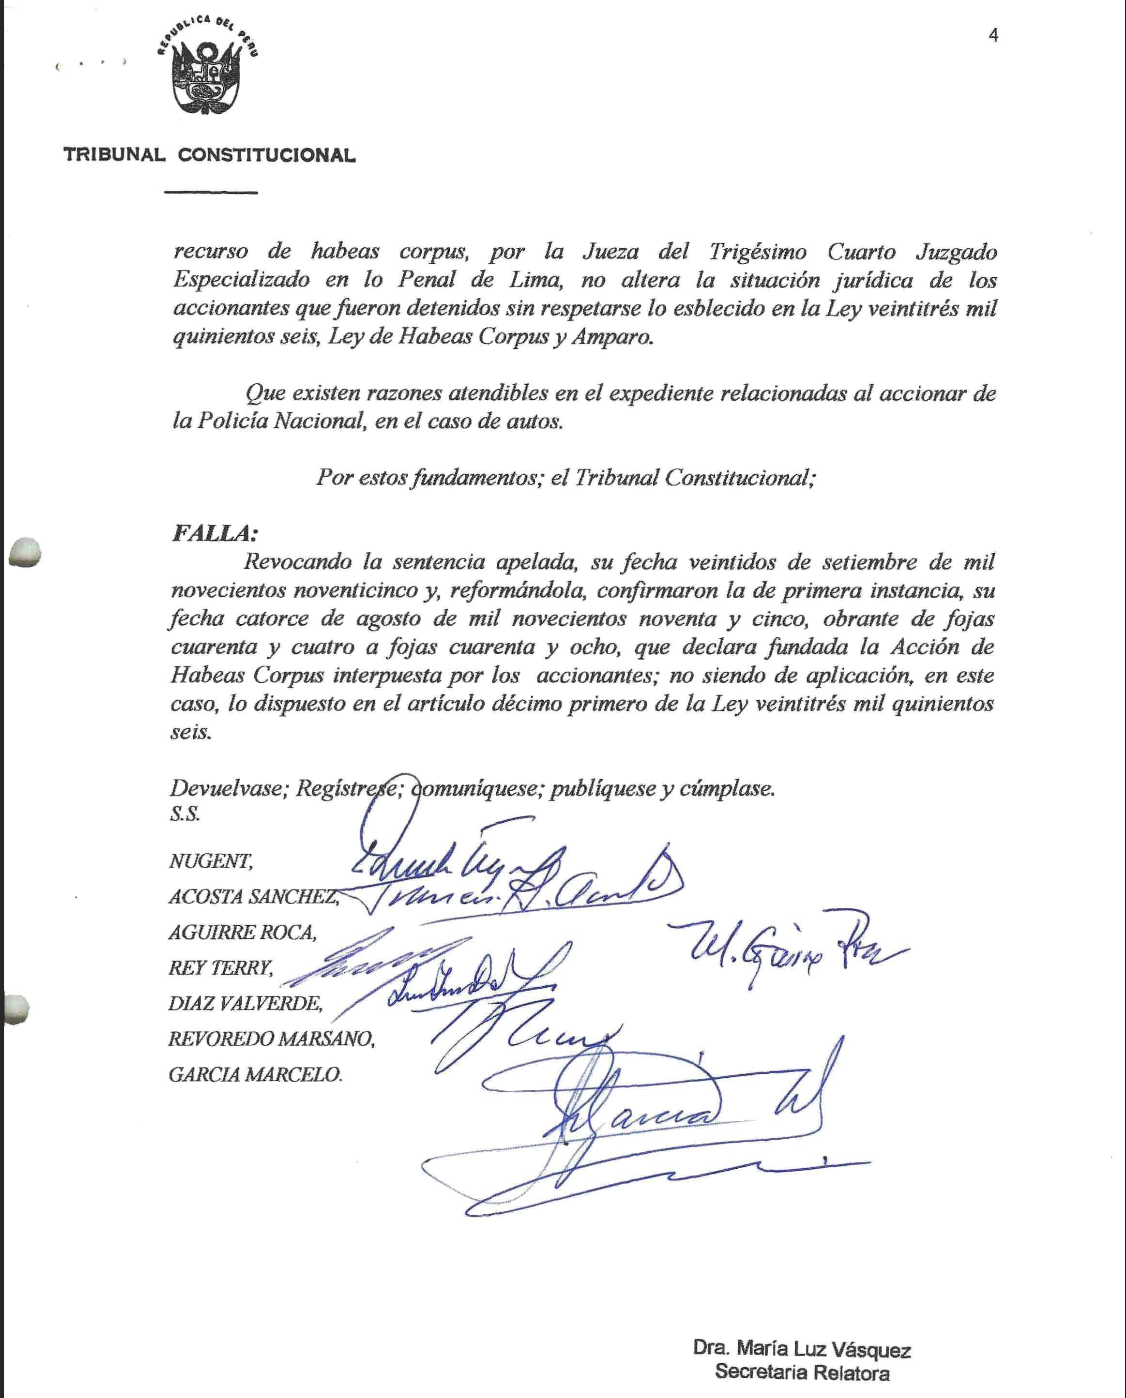 REPUBLICA DEL PERU
4
TRIBUNAL CONSTITUCIONAL
recurso de habeas corpus, por la Jueza del Trigésimo Cuarto Juzgado
Especializado en lo Penal de Lima, no altera la situación jurídica de los
accionantes que fueron detenidos sin respetarse lo esblecido en la Ley veintitrés mil
quinientos seis, Ley de Habeas Corpus y Amparo.
Que existen razones atendibles en el expediente relacionadas al accionar de
la Policía Nacional, en el caso de autos.
Por estos fundamentos; el Tribunal Constitucional;
FALLA:
Revocando la sentencia apelada, su fecha veintidos de setiembre de mil
novecientos noventicinco y, reformándola, confirmaron la de primera instancia, su
fecha catorce de agosto de mil novecientos noventa y cinco, obrante de fojas
cuarenta y cuatro a fojas cuarenta y ocho, que declara fundada la Acción de
Habeas Corpus interpuesta por los accionantes; no siendo de aplicación, en este
caso, lo dispuesto en el artículo décimo primero de la Ley veintitrés mil quinientos
seis.
Devuelvase; Regístrese; comuníquese; publíquese y cúmplase.
S.S.
NUGENT,
ACOSTA SANCHEZ,
AGUIRRE ROCA,
REY TERRY,
DIAZ VALVERDE,
REVOREDO MARSANO,
GARCIA MARCELO.
Dra. María Luz Vásquez
Secretaria Relatora